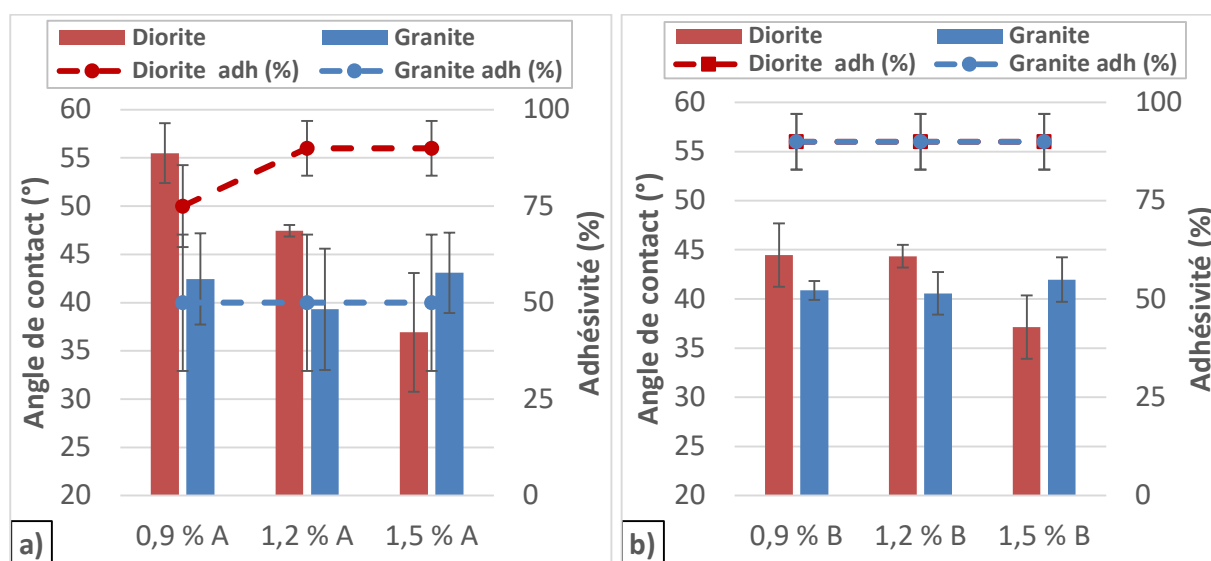 Diorite Granite
Diorite adh (%) Granite adh (%)
Angle de contact (°)
60
55
50
45
40
35
30
25
20
100
75
50
25
0
Adhésivité (%)
0,9 % A 1,2 % A 1,5 % A
a)
Diorite Granite
Diorite adh (%) Granite adh (%)
Angle de contact (°)
60
55
50
45
40
35
30
25
20
100
75
50
25
0
Adhésivité (%)
0,9 % B 1,2 % B 1,5 % B
b)